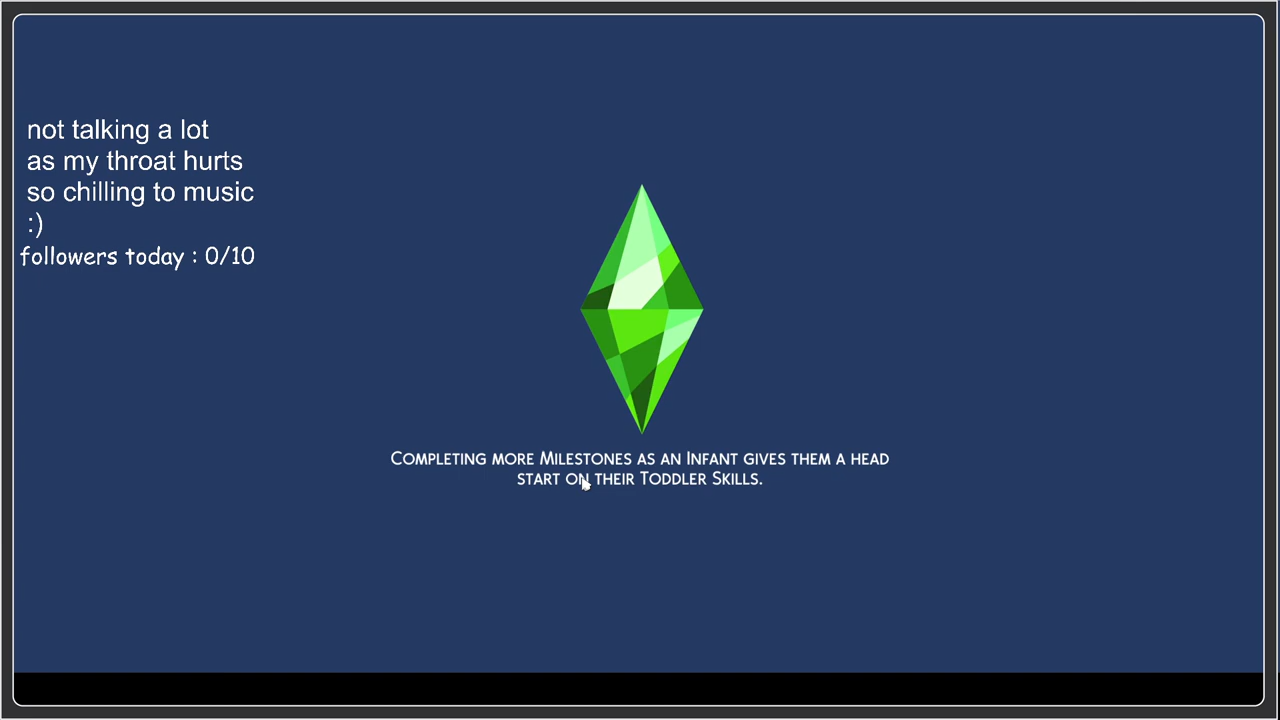 not talking a lot
as my throat hurts
so chilling to music
:)
followers today : 0/10
Completing more Milestones as an Infant gives them a head
start on their Toddler Skills.